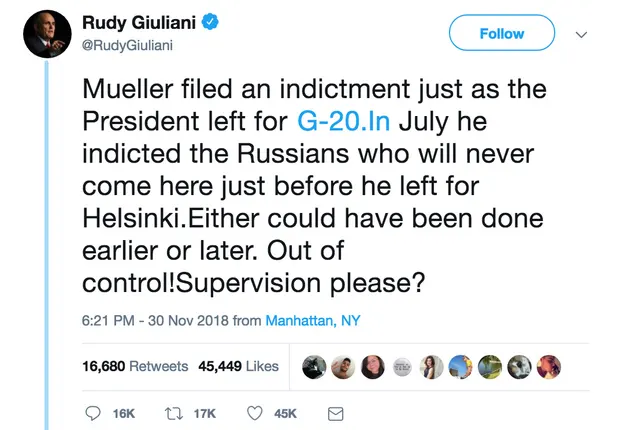 Rudy Giuliani
@RudyGiuliani
Follow
Mueller filed an indictment just as the
President left for G-20.In July he
indicted the Russians who will never
come here just before he left for
Helsinki.Either could have been done
earlier or later. Out of
control!Supervision please?
6:21 PM - 30 Nov 2018 from Manhattan, NY
16,680 Retweets 45,449 Likes
16K 17K 45K